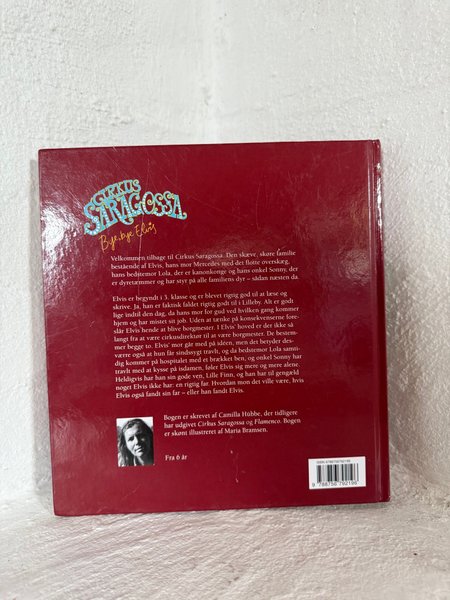 CIRKUS
SARAGOSSA
Bye, bye Elvis
Velkommen tilbage til Cirkus Saragossa. Den skæve, skøre familie
bestående af Elvis, hans mor Mercedes med det flotte overskæg,
hans bedstemor Lola, der er kanonkonge og hans onkel Sonny, der
er dyretæmmer og har styr på alle familiens dyr – sådan næsten da.
Elvis er begyndt i 3. klasse og er blevet rigtig god til at læse og
skrive. Ja, han er faktisk faldet rigtig godt til i Lilleby. Alt er godt
lige indtil den dag, da hans mor for gud ved hvilken gang kommer
hjem og har mistet sit job. Uden at tænke på konsekvenserne fore-
slår Elvis hende at blive borgmester. I Elvis' hoved er der ikke så
langt fra at være cirkusdirektør til at være borgmester. De bestem-
mer begge to. Elvis' mor går med på ideen, men det betyder des-
værre også at hun får sindssygt travlt, og da bedstemor Lola samti-
dig kommer på hospitalet med et brækket ben, og onkel Sonny har
travlt med at kysse på isdamen, føler Elvis sig mere og mere alene.
Heldigvis har han sin gode ven, Lille Finn, og han har til gengæld
noget Elvis ikke har: en rigtig far. Hvordan mon det ville være, hvis
Elvis også fandt sin far – eller han fandt Elvis.
Bogen er skrevet af Camilla Hübbe, der tidligere
har udgivet Cirkus Saragossa og Flamenco. Bogen
er skønt illustreret af Maria Bramsen.
Fra 6 år
ISBN 9788756792196
9 788756 792196